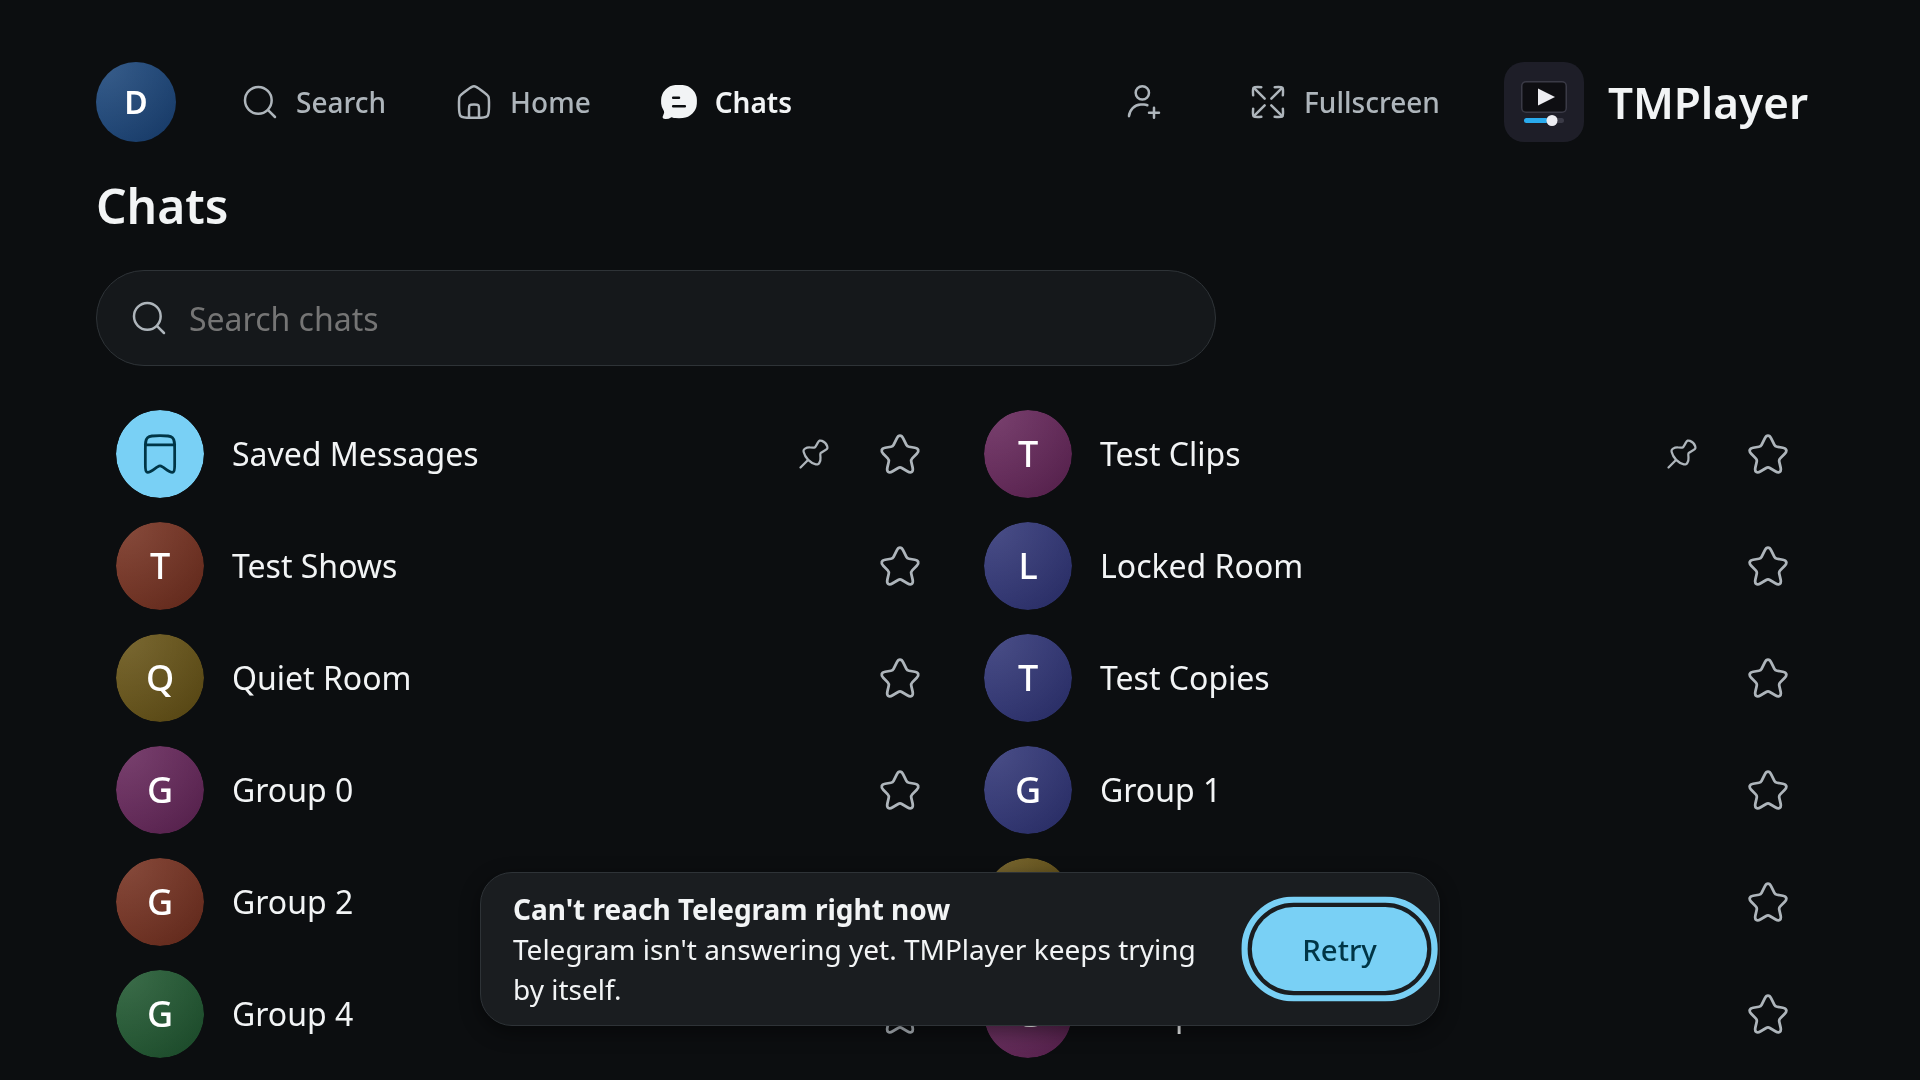 D
Search
Home
Chats
Fullscreen
TMPlayer
Chats
Search chats
Saved Messages
T
Test Clips
T
Test Shows
L
Locked Room
Q
Quiet Room
T
Test Copies
G
Group 0
G
Group 1
G
Group 2
Can't reach Telegram right now
Telegram isn't answering yet. TMPlayer keeps trying
by itself.
Retry
G
Group 4